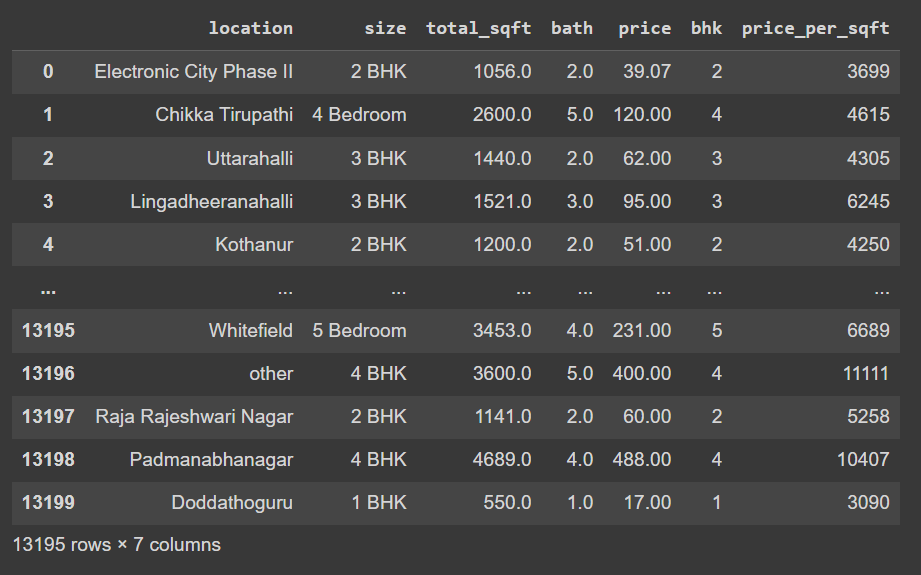 location size total_sqft bath price bhk price_per_sqft
0 Electronic City Phase II 2 BHK 1056.0 2.0 39.07 2 3699
1 Chikka Tirupathi 4 Bedroom 2600.0 5.0 120.00 4 4615
2 Uttarahalli 3 BHK 1440.0 2.0 62.00 3 4305
3 Lingadheeranahalli 3 BHK 1521.0 3.0 95.00 3 6245
4 Kothanur 2 BHK 1200.0 2.0 51.00 2 4250
... ... ... ... ... ... ... ...
13195 Whitefield 5 Bedroom 3453.0 4.0 231.00 5 6689
13196 other 4 BHK 3600.0 5.0 400.00 4 11111
13197 Raja Rajeshwari Nagar 2 BHK 1141.0 2.0 60.00 2 5258
13198 Padmanabhanagar 4 BHK 4689.0 4.0 488.00 4 10407
13199 Doddathoguru 1 BHK 550.0 1.0 17.00 1 3090
13195 rows × 7 columns